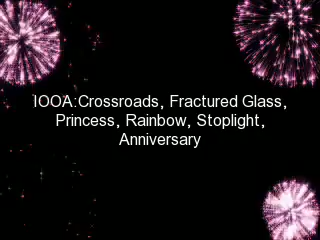 IOOA:Crossroads, Fractured Glass,
Princess, Rainbow, Stoplight,
Anniversary